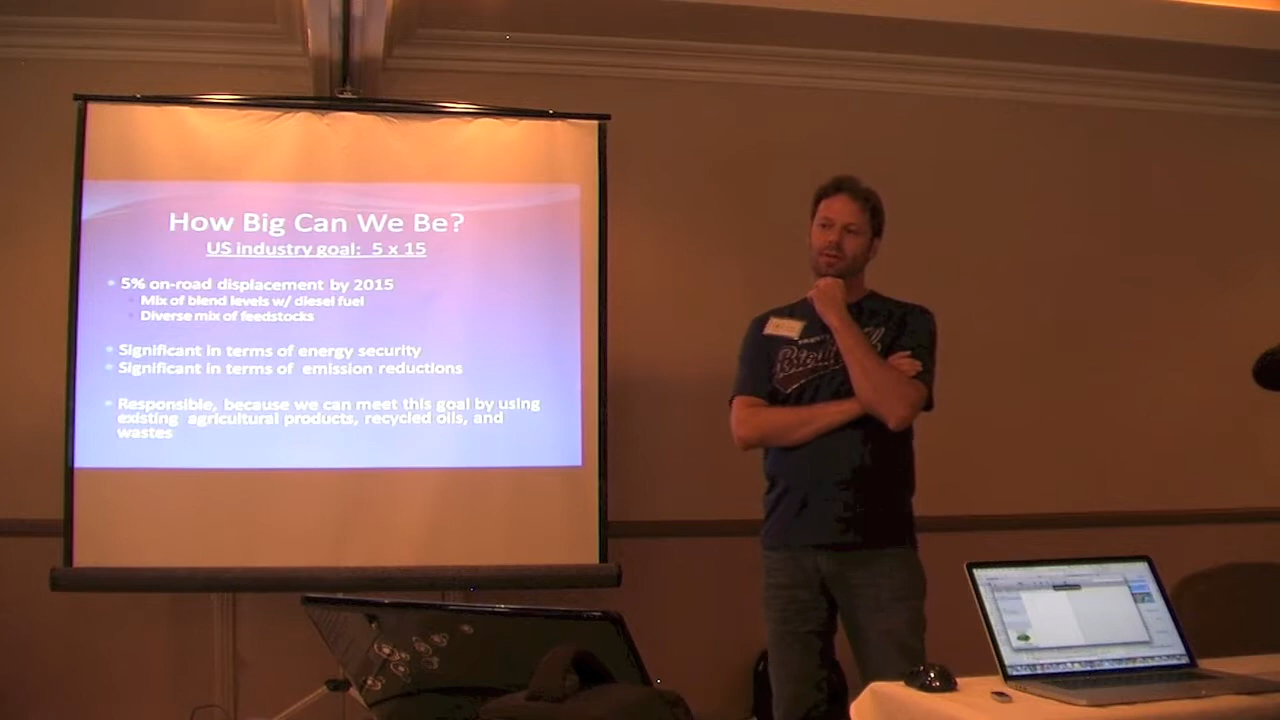 How Big Can We Be?
US industry goal: 5 x 15
5% on-road displacement by 2015
Mix of blend levels w/ diesel fuel
Diverse mix of feedstocks
Significant in terms of energy security
Significant in terms of emission reductions
Responsible, because we can meet this goal by using
existing agricultural products, recycled oils, and
wastes